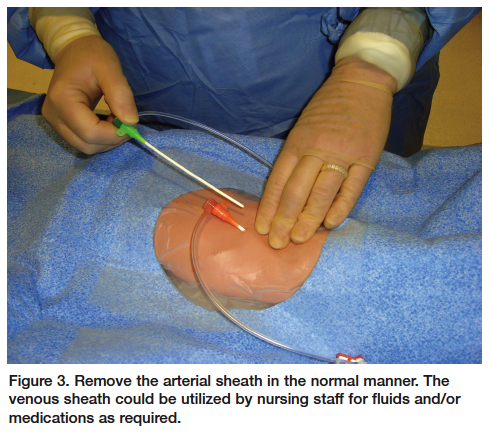 Figure 3. Remove the arterial sheath in the normal manner. The
venous sheath could be utilized by nursing staff for fluids and/or
medications as required.